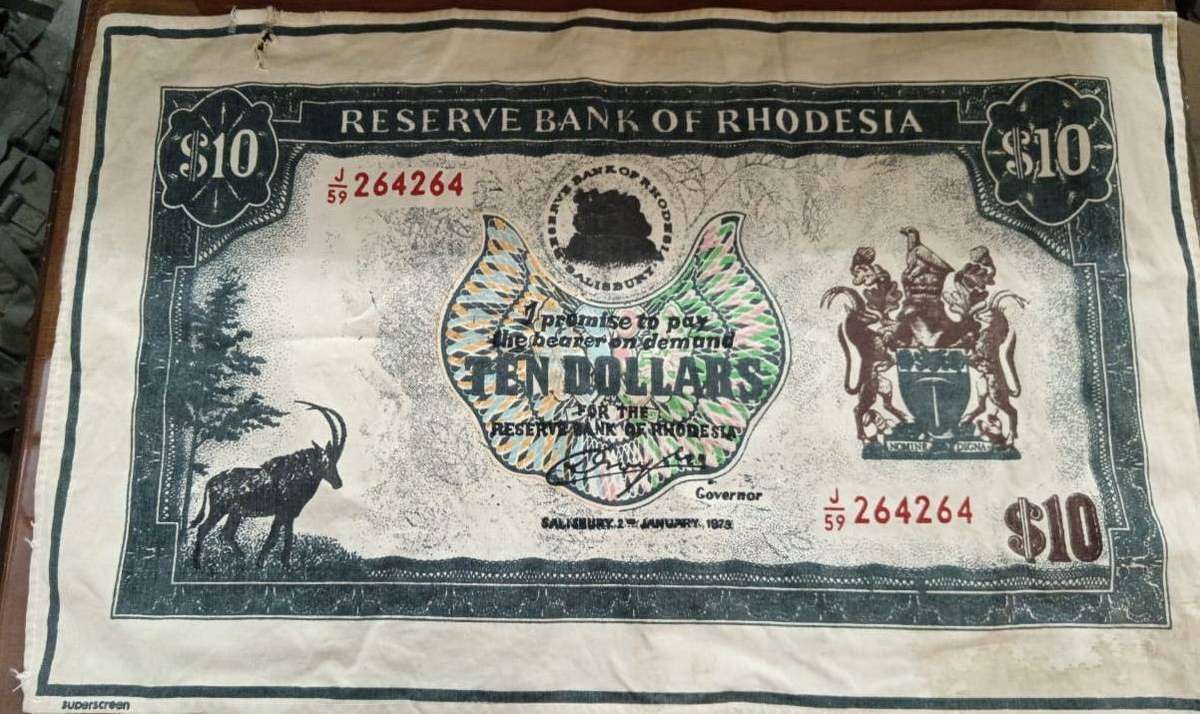 RESERVE BANK OF RHODESIA
$10
$10
J/59 264264
RESERVE BANK OF RHODESIA
SALISBURY
I promise to pay
the bearer on demand
TEN DOLLARS
FOR THE
RESERVE BANK OF RHODESIA
Governor
SALISBURY 2ND JANUARY 1973
NOMINE DIGNA
J/59 264264
$10
superscreen